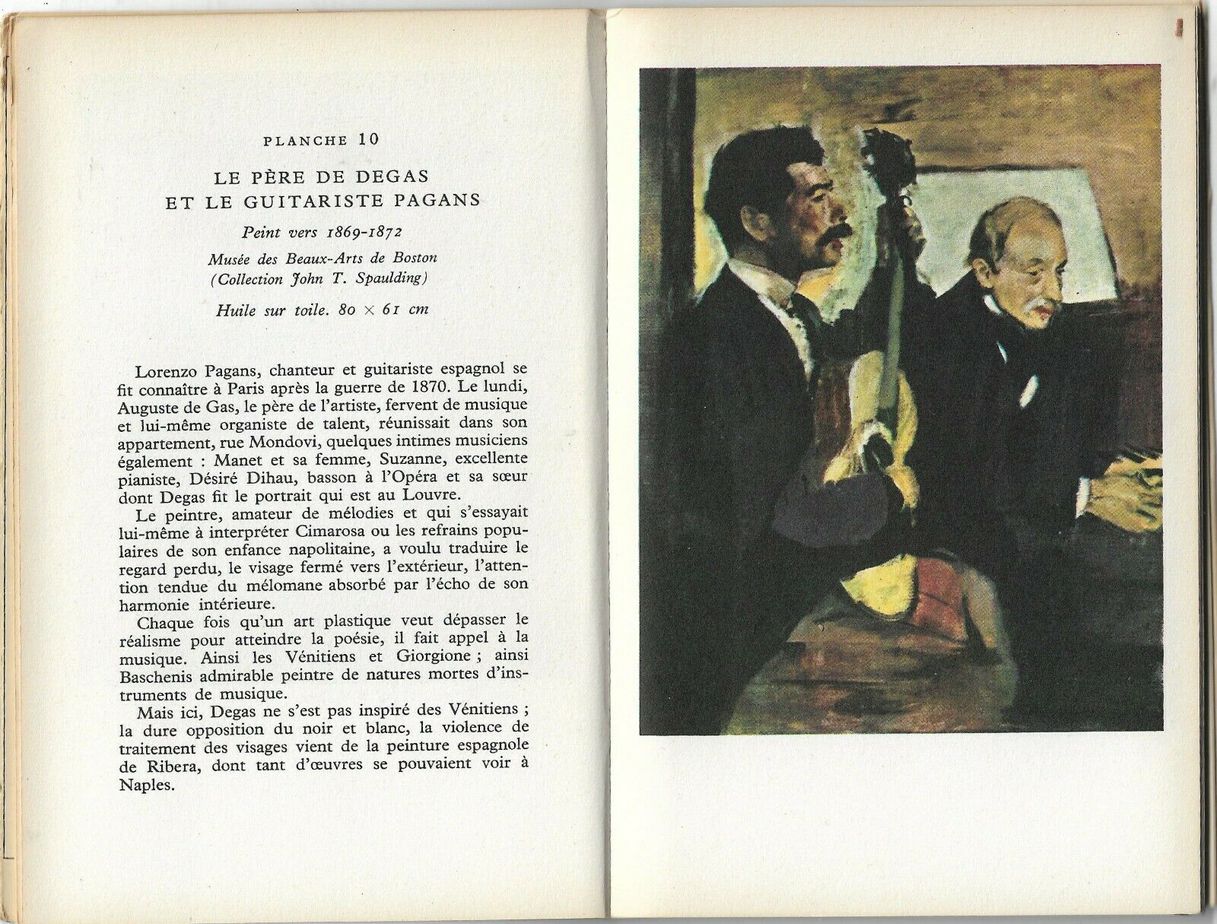 PLANCHE 10
LE PÈRE DE DEGAS
ET LE GUITARISTE PAGANS
Peint vers 1869-1872
Musée des Beaux-Arts de Boston
(Collection John T. Spaulding)
Huile sur toile. 80 × 61 cm
Lorenzo Pagans, chanteur et guitariste espagnol se
fit connaître à Paris après la guerre de 1870. Le lundi,
Auguste de Gas, le père de l'artiste, fervent de musique
et lui-même organiste de talent, réunissait dans son
appartement, rue Mondovi, quelques intimes musiciens
également : Manet et sa femme, Suzanne, excellente
pianiste, Désiré Dihau, basson à l'Opéra et sa sœur
dont Degas fit le portrait qui est au Louvre.
Le peintre, amateur de mélodies et qui s'essayait
lui-même à interpréter Cimarosa ou les refrains popu-
laires de son enfance napolitaine, a voulu traduire le
regard perdu, le visage fermé vers l'extérieur, l'atten-
tion tendue du mélomane absorbé par l'écho de son
harmonie intérieure.
Chaque fois qu'un art plastique veut dépasser le
réalisme pour atteindre la poésie, il fait appel à la
musique. Ainsi les Vénitiens et Giorgione ; ainsi
Baschenis admirable peintre de natures mortes d'ins-
truments de musique.
Mais ici, Degas ne s'est pas inspiré des Vénitiens ;
la dure opposition du noir et blanc, la violence de
traitement des visages vient de la peinture espagnole
de Ribera, dont tant d'œuvres se pouvaient voir à
Naples.